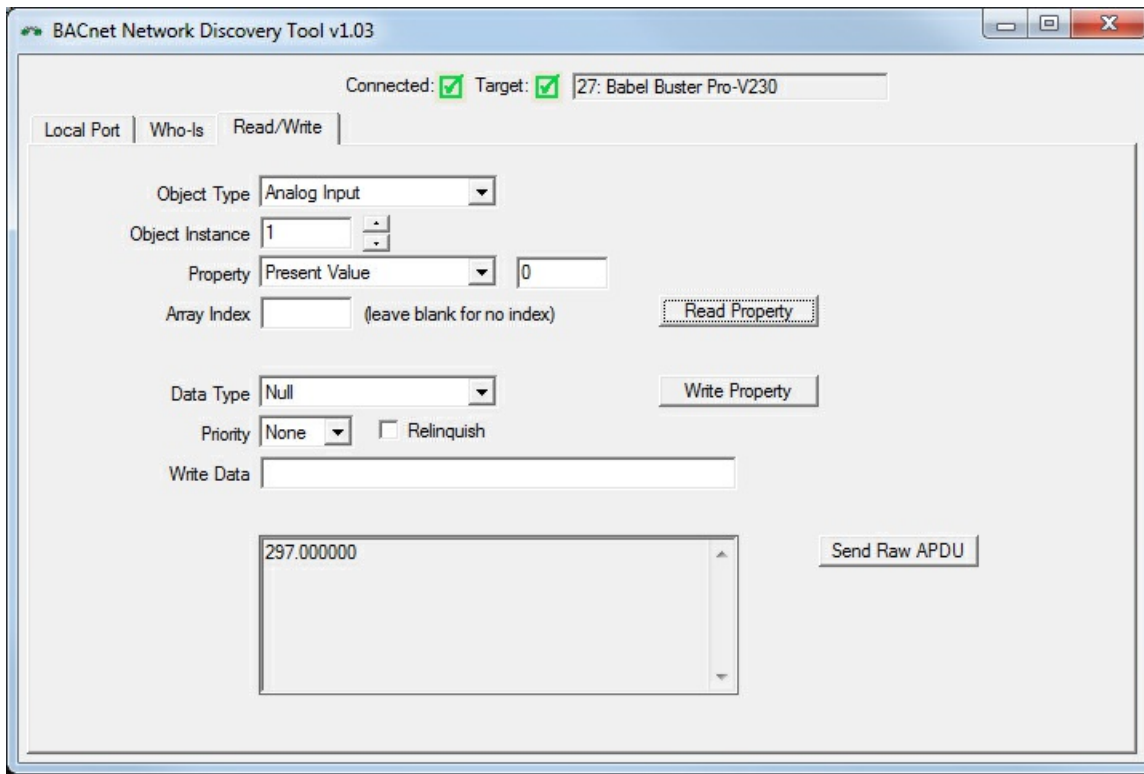 BACnet Network Discovery Tool v1.03
Connected: Target: 27: Babel Buster Pro-V230
Local Port Who-Is Read/Write
Object Type Analog Input
Object Instance 1
Property Present Value 0
Array Index (leave blank for no index) Read Property
Data Type Null Write Property
Priority None Relinquish
Write Data
297.000000 Send Raw APDU